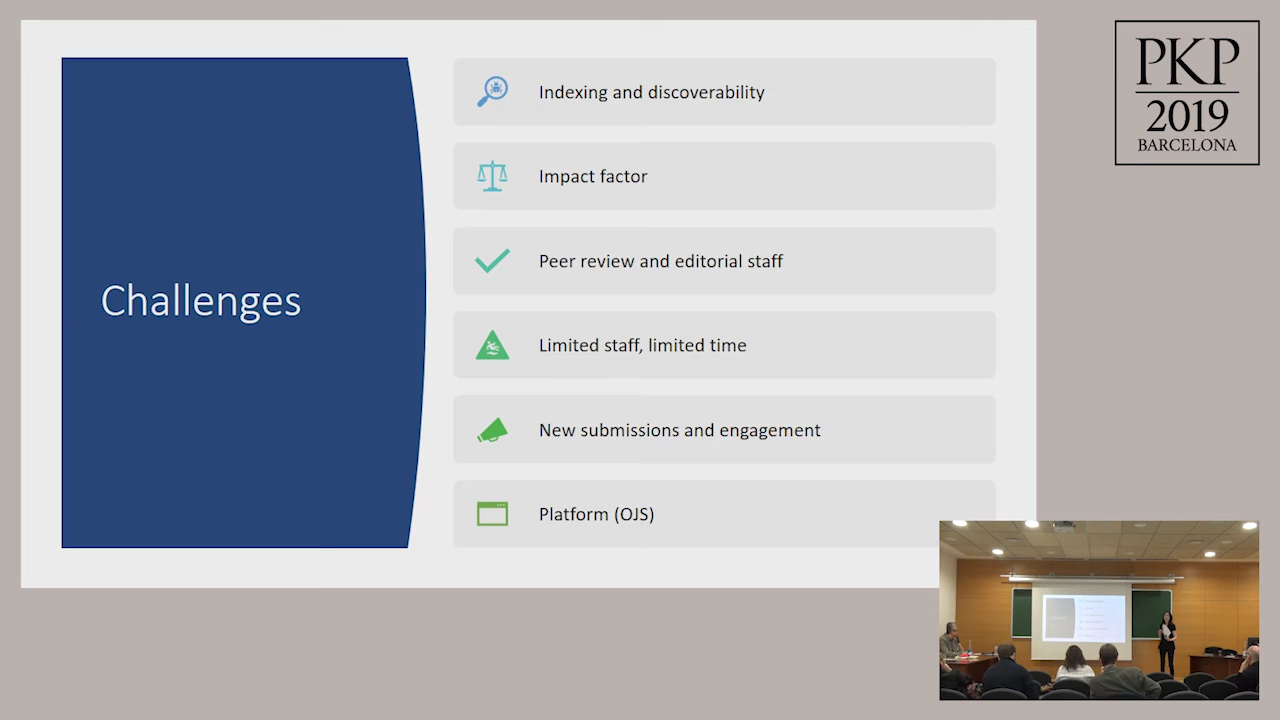 Challenges
Indexing and discoverability
Impact factor
Peer review and editorial staff
Limited staff, limited time
New submissions and engagement
Platform (OJS)
PKP
2019
BARCELONA